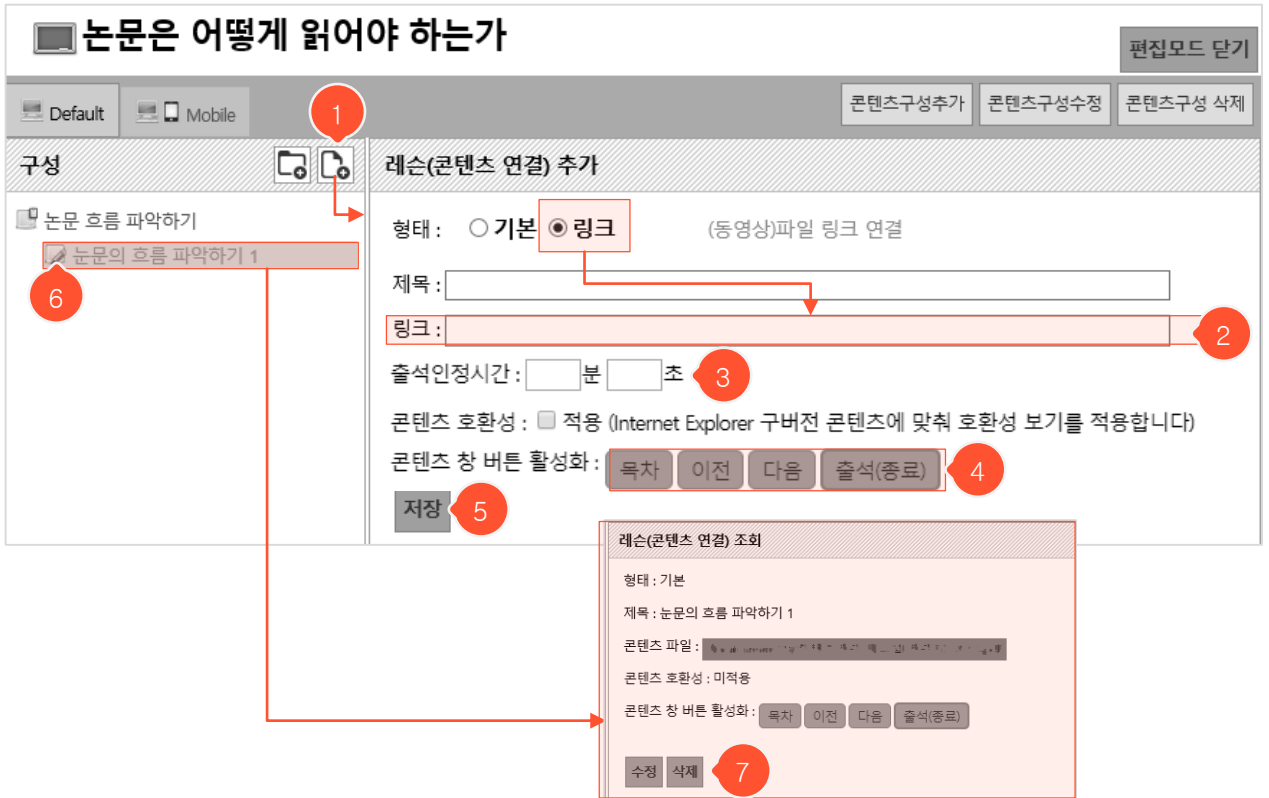 논문은 어떻게 읽어야 하는가
편집모드 닫기
Default
Mobile
1
콘텐츠구성추가
콘텐츠구성수정
콘텐츠구성 삭제
구성
레슨(콘텐츠 연결) 추가
논문 흐름 파악하기
눈문의 흐름 파악하기 1
6
형태 : 기본 링크 (동영상)파일 링크 연결
제목 :
링크 :
2
출석인정시간 : 분 초
3
콘텐츠 호환성 : 적용 (Internet Explorer 구버전 콘텐츠에 맞춰 호환성 보기를 적용합니다)
콘텐츠 창 버튼 활성화 : 목차 이전 다음 출석(종료)
4
저장
5
레슨(콘텐츠 연결) 조회
형태 : 기본
제목 : 눈문의 흐름 파악하기 1
콘텐츠 파일 :
콘텐츠 호환성 : 미적용
콘텐츠 창 버튼 활성화 : 목차 이전 다음 출석(종료)
수정 삭제
7